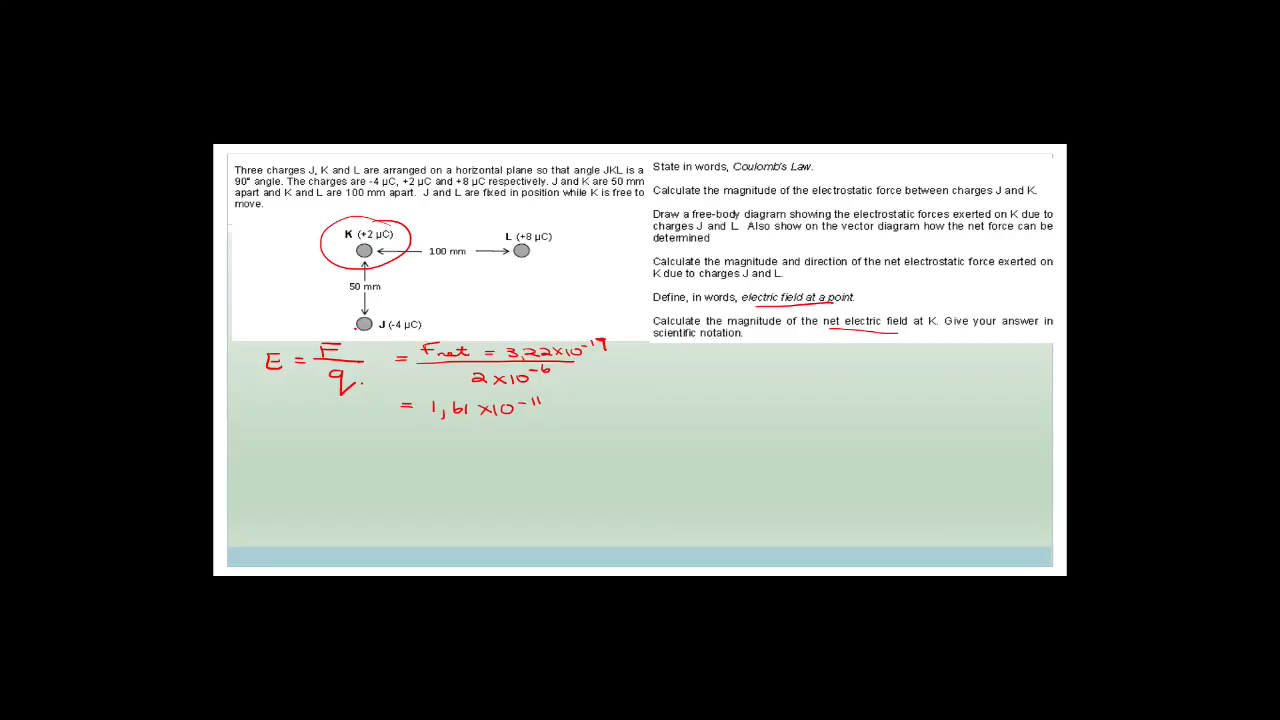 Three charges J, K and L are arranged on a horizontal plane so that angle JKL is a
90° angle. The charges are -4 µC, +2 µC and +8 µC respectively. J and K are 50 mm
apart and K and L are 100 mm apart. J and L are fixed in position while K is free to
move.
K (+2 µC)
L (+8 µC)
100 mm
50 mm
J (-4 µC)
E = F/q. = Fnet = 3,22×10⁻¹⁷ / 2×10⁻⁶
= 1,61 ×10⁻¹¹
State in words, Coulomb's Law.
Calculate the magnitude of the electrostatic force between charges J and K.
Draw a free-body diagram showing the electrostatic forces exerted on K due to
charges J and L. Also show on the vector diagram how the net force can be
determined
Calculate the magnitude and direction of the net electrostatic force exerted on
K due to charges J and L.
Define, in words, electric field at a point.
Calculate the magnitude of the net electric field at K. Give your answer in
scientific notation.